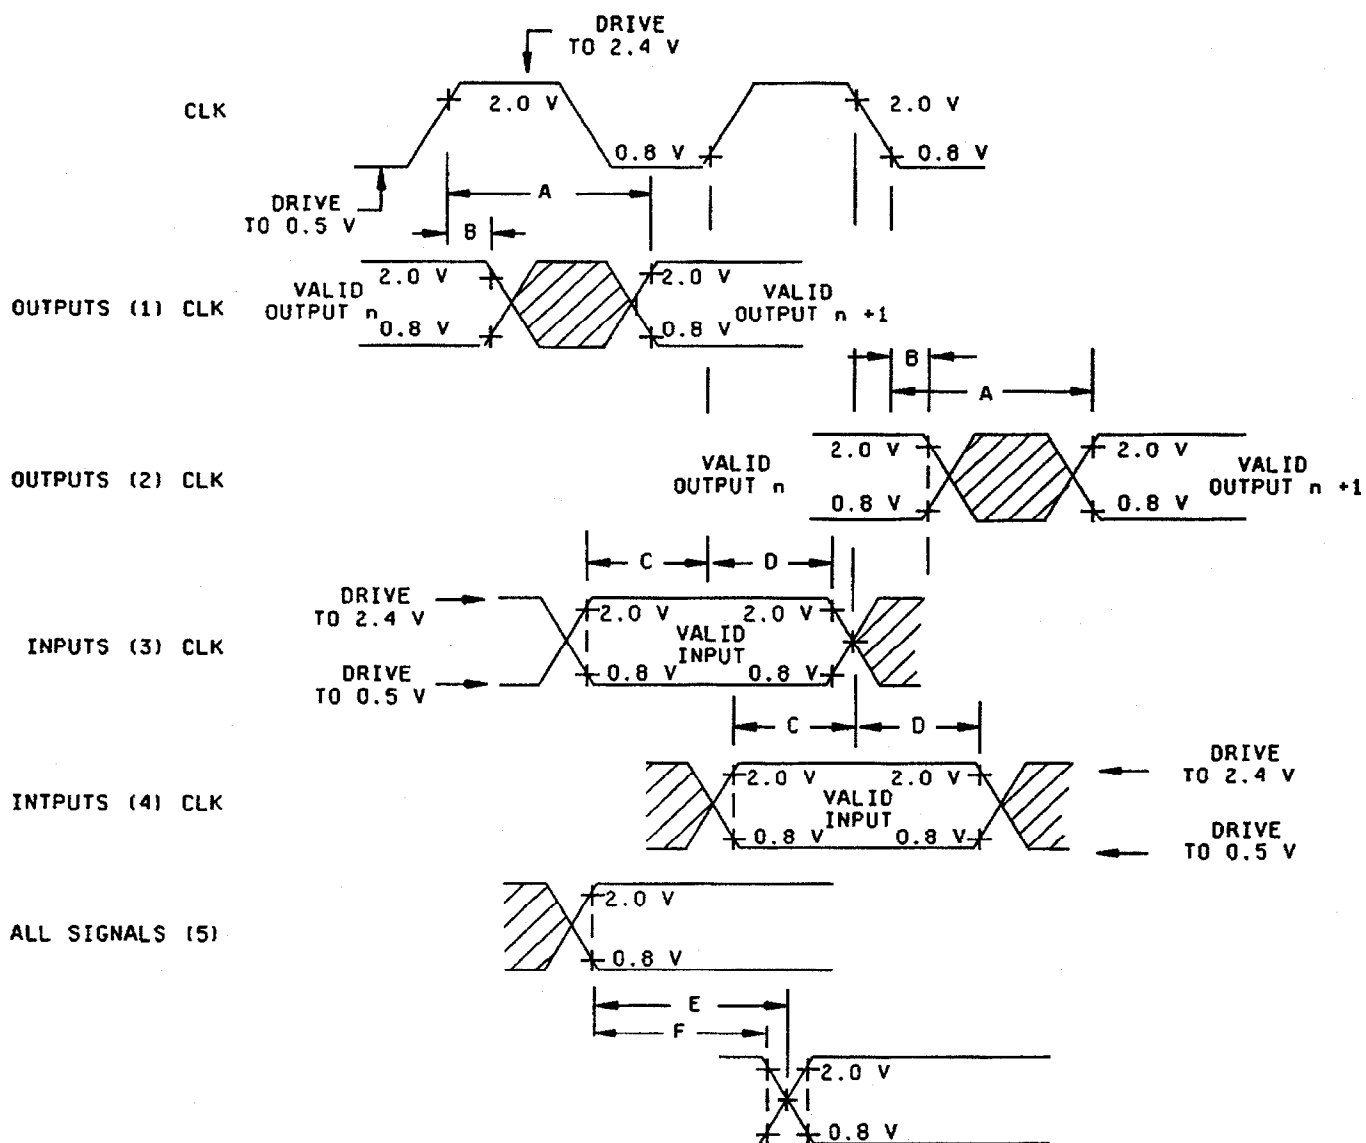 DRIVE
TO 2.4 V
CLK
2.0 V
2.0 V
0.8 V
0.8 V
DRIVE
TO 0.5 V
A
B
OUTPUTS (1) CLK
2.0 V
2.0 V
VALID
OUTPUT n
VALID
OUTPUT n +1
0.8 V
0.8 V
B
A
OUTPUTS (2) CLK
VALID
OUTPUT n
2.0 V
2.0 V
VALID
OUTPUT n +1
0.8 V
0.8 V
C
D
DRIVE
TO 2.4 V
INPUTS (3) CLK
2.0 V
2.0 V
VALID
INPUT
0.8 V
0.8 V
DRIVE
TO 0.5 V
C
D
INTPUTS (4) CLK
2.0 V
2.0 V
VALID
INPUT
0.8 V
0.8 V
DRIVE
TO 2.4 V
DRIVE
TO 0.5 V
ALL SIGNALS (5)
2.0 V
0.8 V
E
F
2.0 V
0.8 V